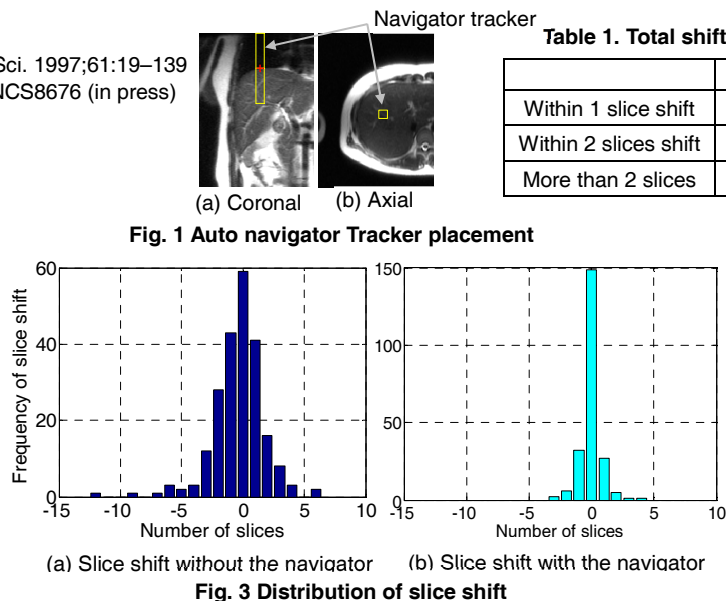 Navigator tracker
Sci. 1997;61:19–139
NCS8676 (in press)
(a) Coronal (b) Axial
Fig. 1 Auto navigator Tracker placement
Table 1. Total shift
Within 1 slice shift
Within 2 slices shift
More than 2 slices
Frequency of slice shift
60
40
20
0
-15 -10 -5 0 5 10
Number of slices
(a) Slice shift without the navigator
150
100
50
0
-15 -10 -5 0 5 10
Number of slices
(b) Slice shift with the navigator
Fig. 3 Distribution of slice shift